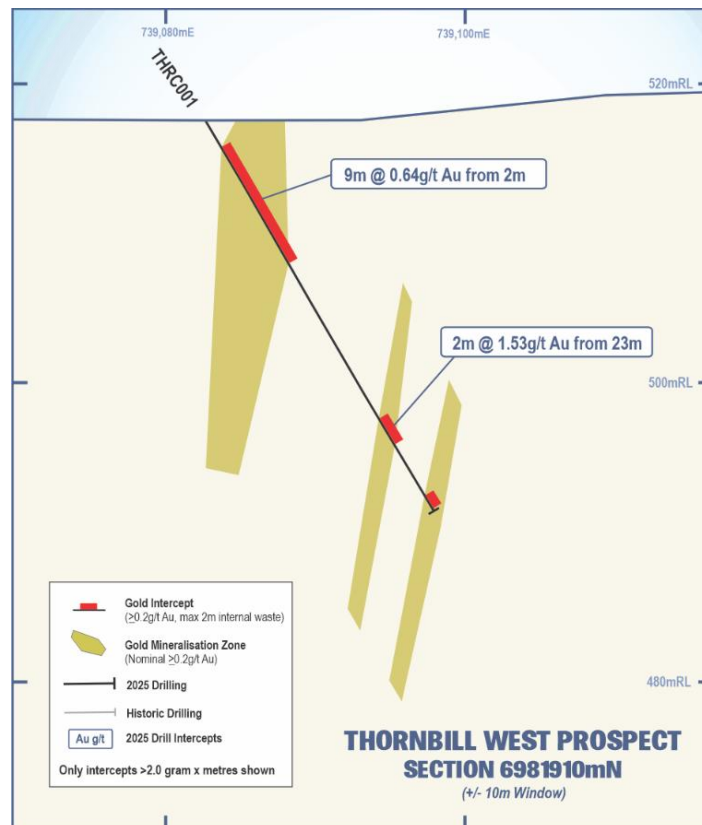 739,080mE
739,100mE
THRC001
520mRL
9m @ 0.64g/t Au from 2m
2m @ 1.53g/t Au from 23m
500mRL
480mRL
Gold Intercept
(≥0.2g/t Au, max 2m internal waste)
Gold Mineralisation Zone
(Nominal ≥0.2g/t Au)
2025 Drilling
Historic Drilling
Au g/t 2025 Drill Intercepts
Only intercepts >2.0 gram x metres shown
THORNBILL WEST PROSPECT
SECTION 6981910mN
(+/- 10m Window)